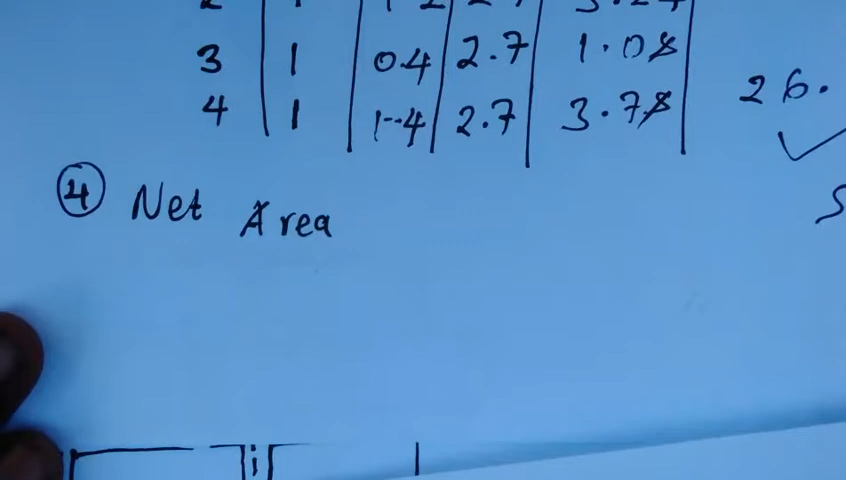 3 1 0.4 2.7 1.08
4 1 1.4 2.7 3.78
26.
④ Net Area